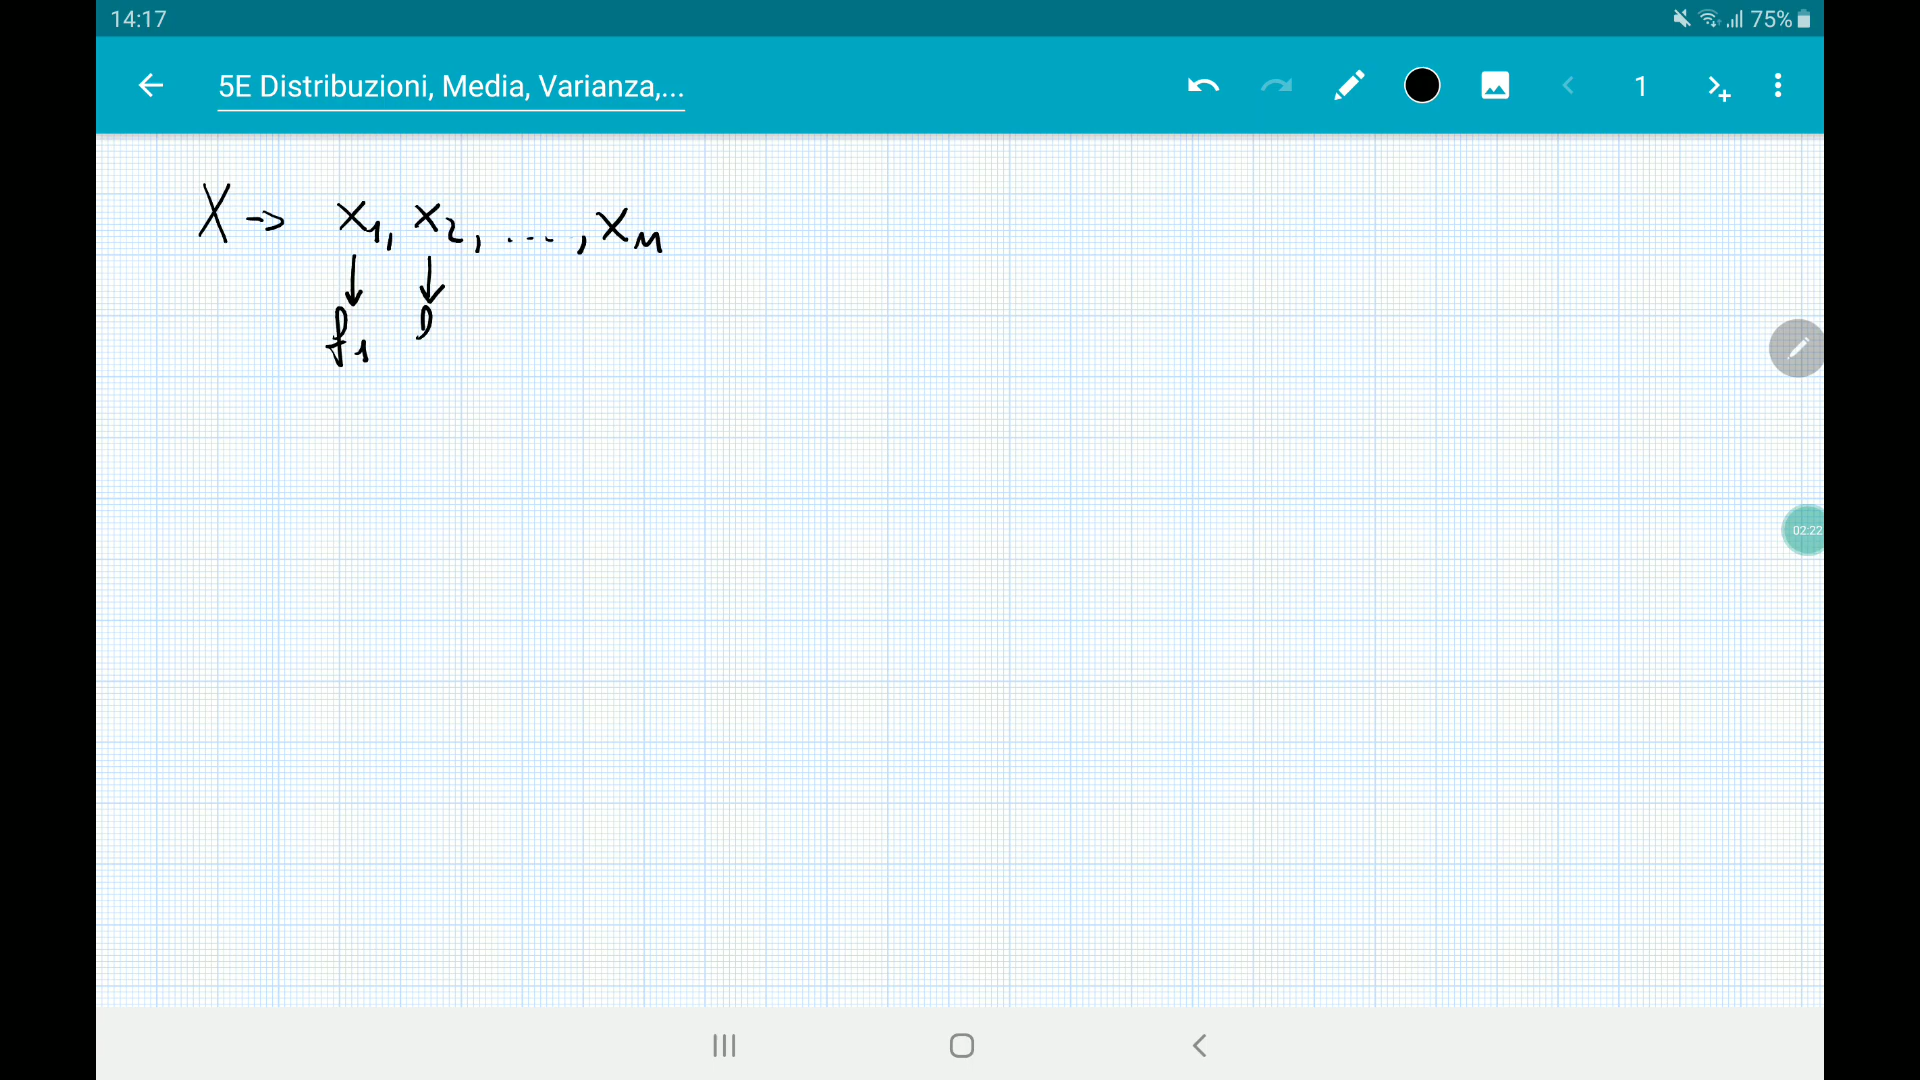 14:17
75%
5E Distribuzioni, Media, Varianza,...
1
X -> x1, x2, ..., xn
f1
02:22